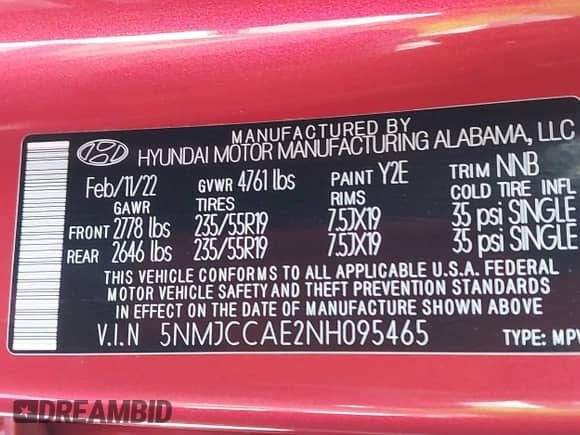 MANUFACTURED BY
HYUNDAI MOTOR MANUFACTURING ALABAMA, LLC
Feb/11/22 GVWR 4761 lbs PAINT Y2E TRIM NNB
GAWR TIRES RIMS COLD TIRE INFL
FRONT 2778 lbs 235/55R19 7.5JX19 35 psi SINGLE
REAR 2646 lbs 235/55R19 7.5JX19 35 psi SINGLE
THIS VEHICLE CONFORMS TO ALL APPLICABLE U.S.A. FEDERAL
MOTOR VEHICLE SAFETY AND THEFT PREVENTION STANDARDS
IN EFFECT ON THE DATE OF MANUFACTURE SHOWN ABOVE
V.I.N 5NMJCCAE2NH095465 TYPE: MPV
DREAMBID